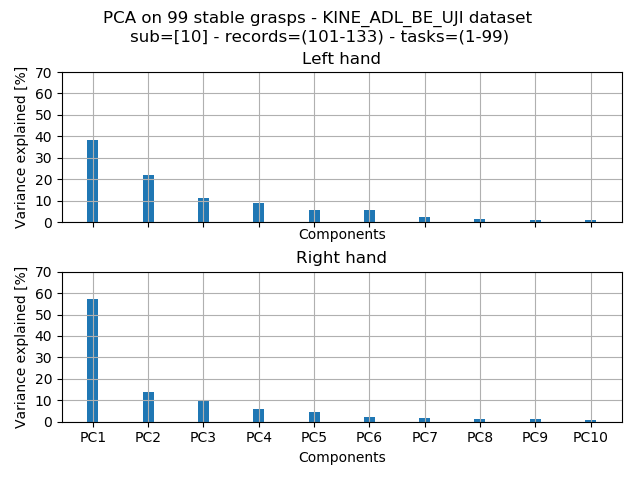 PCA on 99 stable grasps - KINE_ADL_BE_UJI dataset
sub=[10] - records=(101-133) - tasks=(1-99)
Left hand
Variance explained [%]
70
60
50
40
30
20
10
0
Components
Right hand
Variance explained [%]
70
60
50
40
30
20
10
0
PC1 PC2 PC3 PC4 PC5 PC6 PC7 PC8 PC9 PC10
Components